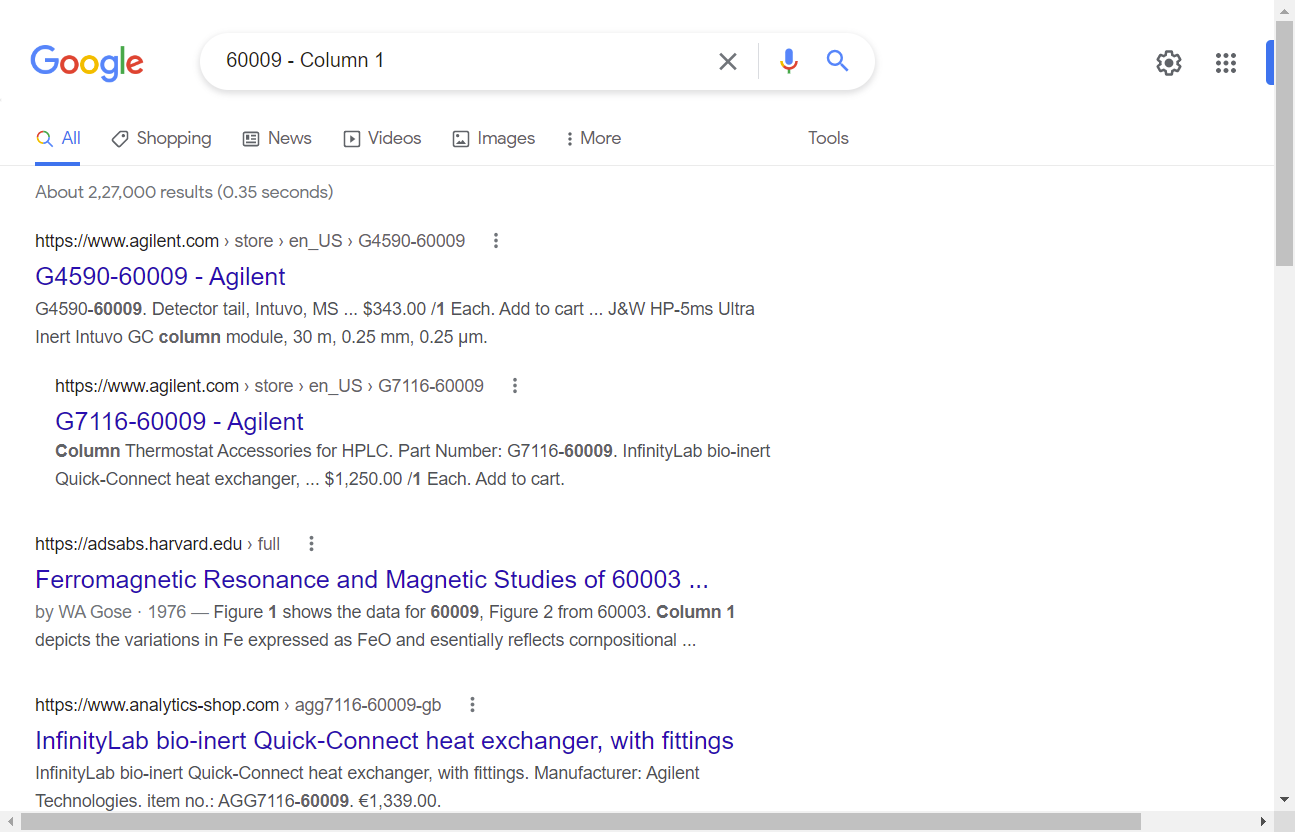 Google
60009 - Column 1
All Shopping News Videos Images More Tools
About 2,27,000 results (0.35 seconds)
https://www.agilent.com › store › en_US › G4590-60009
G4590-60009 - Agilent
G4590-60009. Detector tail, Intuvo, MS ... $343.00 /1 Each. Add to cart ... J&W HP-5ms Ultra
Inert Intuvo GC column module, 30 m, 0.25 mm, 0.25 µm.
https://www.agilent.com › store › en_US › G7116-60009
G7116-60009 - Agilent
Column Thermostat Accessories for HPLC. Part Number: G7116-60009. InfinityLab bio-inert
Quick-Connect heat exchanger, ... $1,250.00 /1 Each. Add to cart.
https://adsabs.harvard.edu › full
Ferromagnetic Resonance and Magnetic Studies of 60003 ...
by WA Gose · 1976 — Figure 1 shows the data for 60009, Figure 2 from 60003. Column 1
depicts the variations in Fe expressed as FeO and esentially reflects cornpositional ...
https://www.analytics-shop.com › agg7116-60009-gb
InfinityLab bio-inert Quick-Connect heat exchanger, with fittings
InfinityLab bio-inert Quick-Connect heat exchanger, with fittings. Manufacturer: Agilent
Technologies. item no.: AGG7116-60009. €1,339.00.